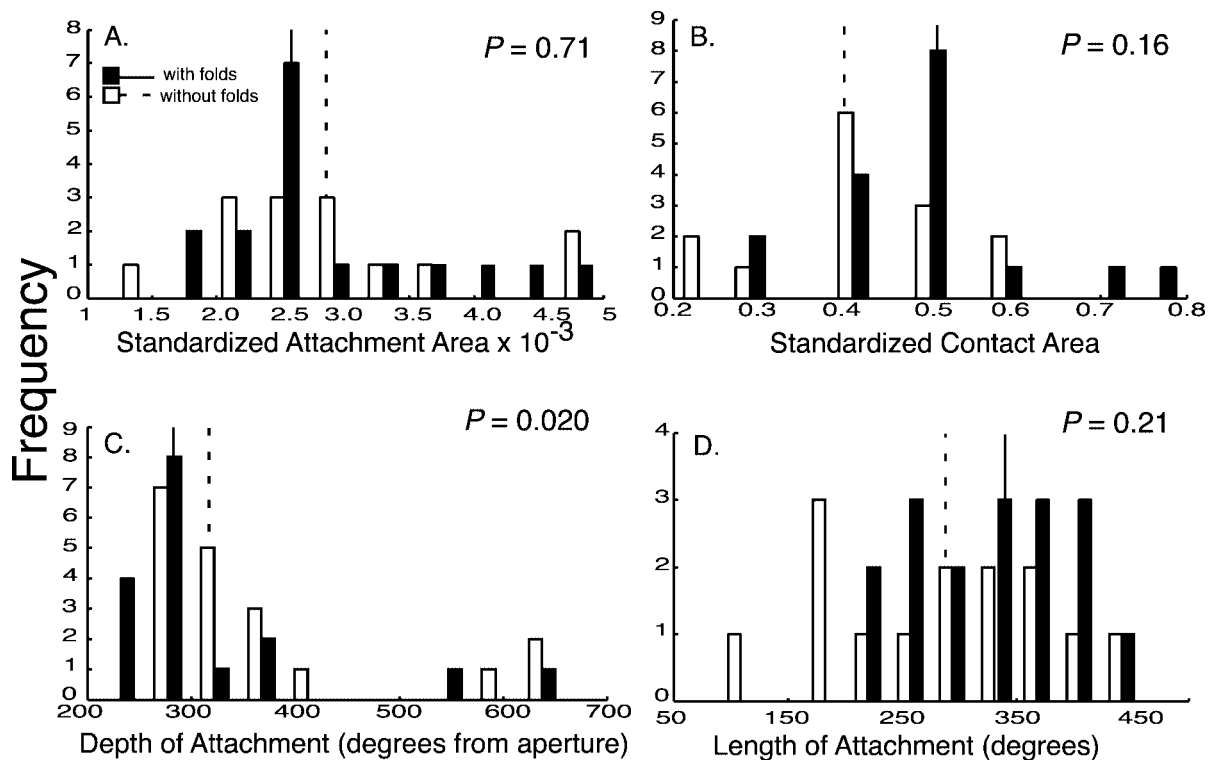 Frequency
A.
P = 0.71
with folds
without folds
8
7
6
5
4
3
2
1
0
1 2.0 2.5 3.0 3.5 4.0 4.5 5
Standardized Attachment Area x 10-3
B.
P = 0.16
9
8
7
6
5
4
3
2
1
0
0.2 0.3 0.4 0.5 0.6 0.7 0.8
Standardized Contact Area
C.
P = 0.020
9
8
7
6
5
4
3
2
1
0
200 300 400 500 600 700
Depth of Attachment (degrees from aperture)
D.
P = 0.21
4
3
2
1
0
50 150 250 350 450
Length of Attachment (degrees)